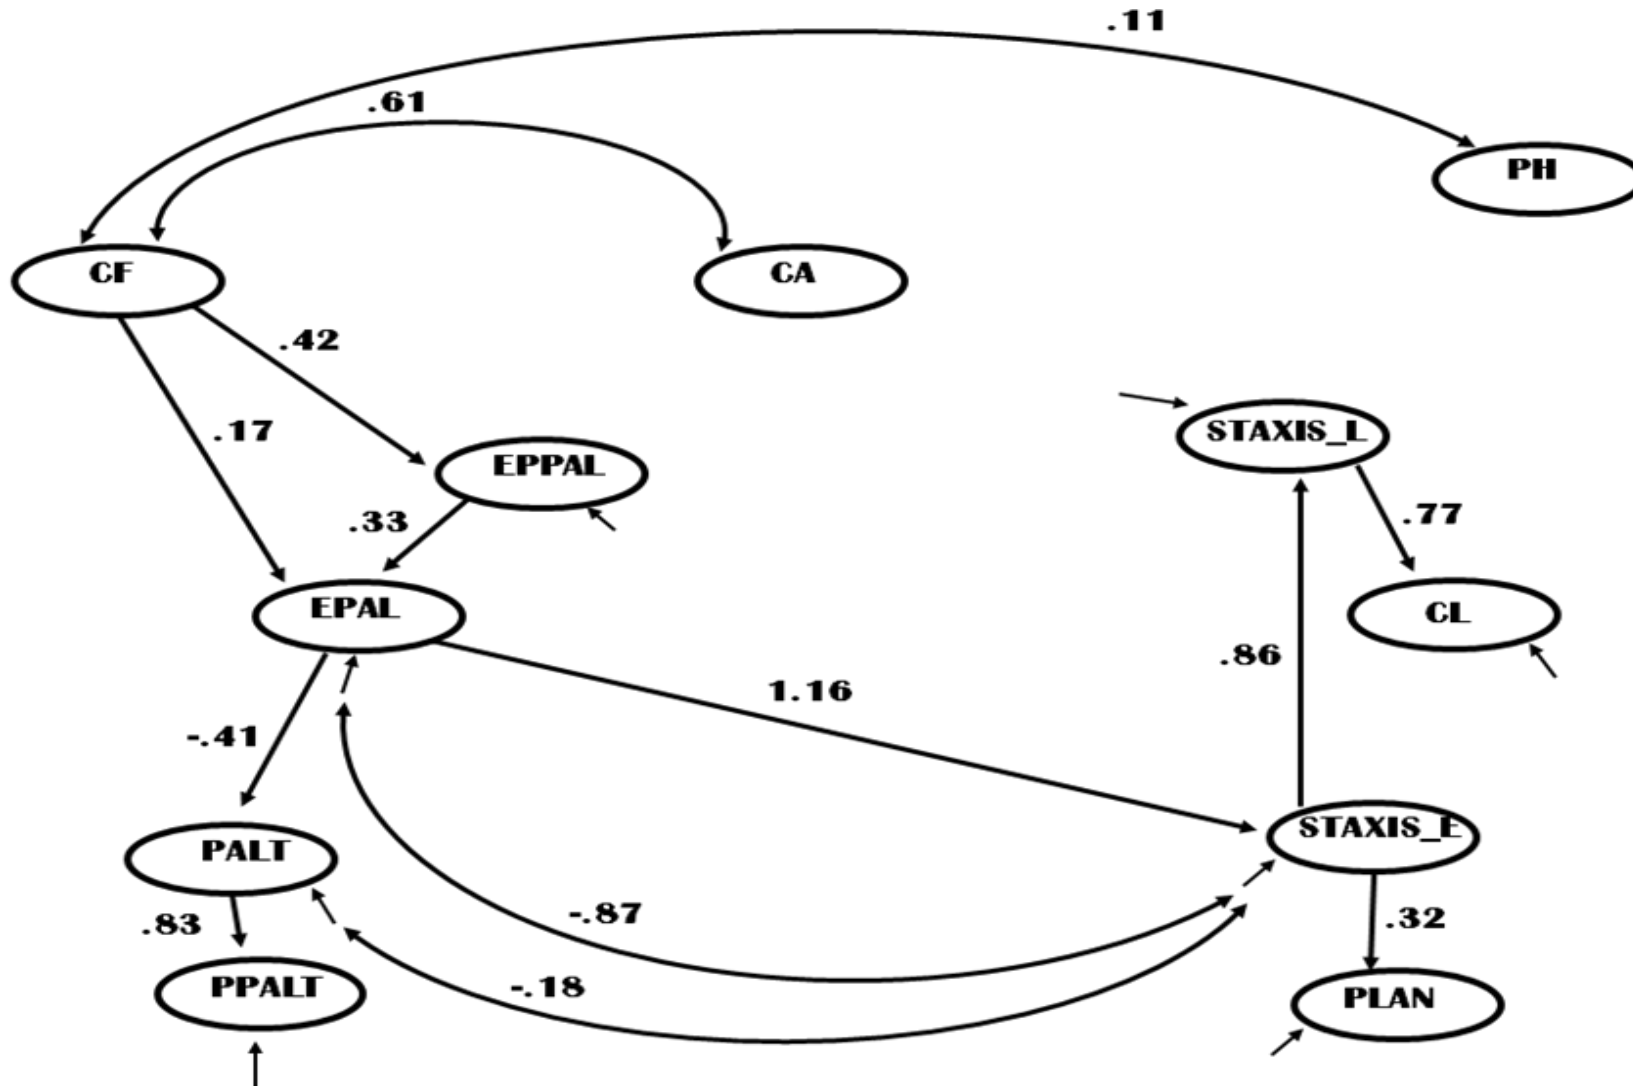 .11
.61
PH
CF
CA
.42
.17
STAXIS_L
EPPAL
.33
.77
EPAL
CL
.86
1.16
-.41
STAXIS_E
PALT
.83
-.87
.32
-.18
PPALT
PLAN